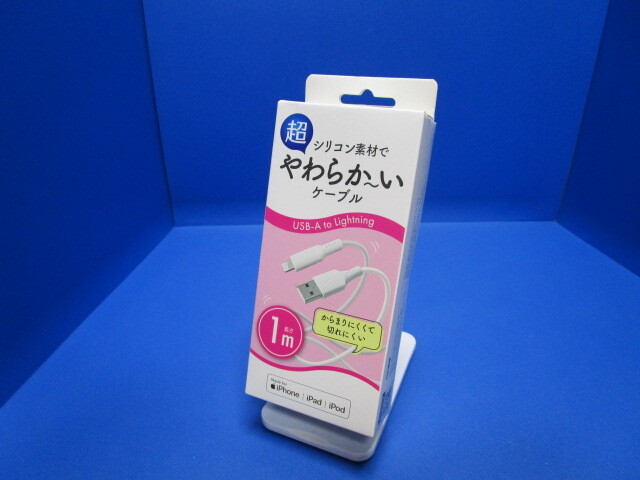 超
シリコン素材で
やわらか〜い
ケーブル
USB-A to Lightning
からまりにくくて
切れにくい
長さ
1m
Made for
iPhone | iPad | iPod